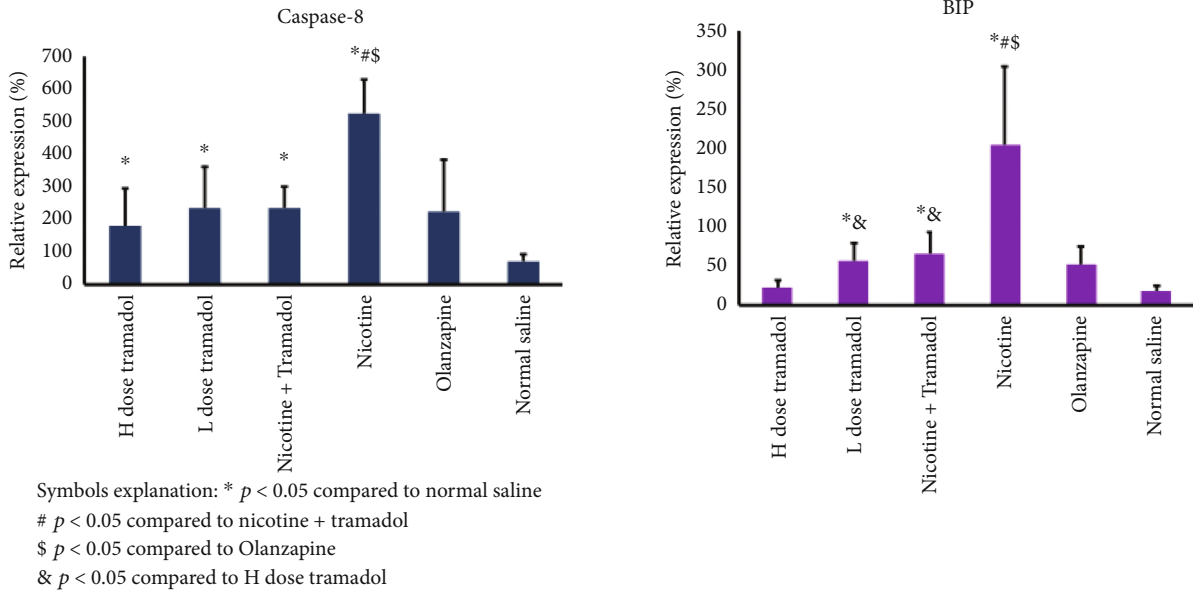 Caspase-8
Relative expression (%)
700
600
500
400
300
200
100
0
*
*
*
*#$
H dose tramadol
L dose tramadol
Nicotine + Tramadol
Nicotine
Olanzapine
Normal saline
Symbols explanation: * p < 0.05 compared to normal saline
# p < 0.05 compared to nicotine + tramadol
$ p < 0.05 compared to Olanzapine
& p < 0.05 compared to H dose tramadol
BIP
Relative expression (%)
350
300
250
200
150
100
50
0
*&
*&
*#$
H dose tramadol
L dose tramadol
Nicotine + Tramadol
Nicotine
Olanzapine
Normal saline